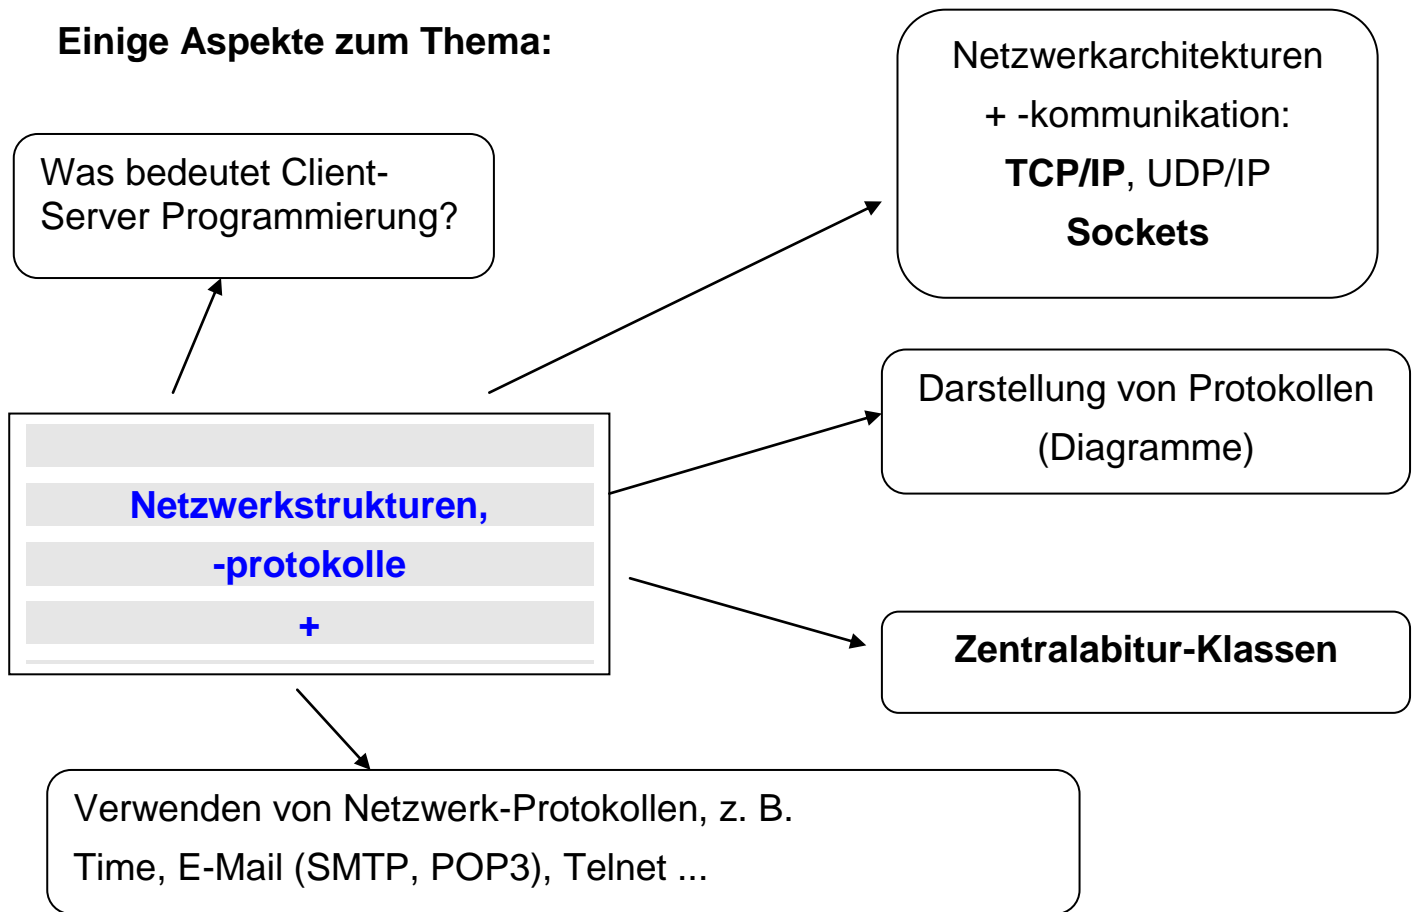 Einige Aspekte zum Thema:
Netzwerkarchitekturen
+ -kommunikation:
TCP/IP, UDP/IP
Sockets
Was bedeutet Client-
Server Programmierung?
Darstellung von Protokollen
(Diagramme)
Netzwerkstrukturen,
-protokolle
+
Zentralabitur-Klassen
Verwenden von Netzwerk-Protokollen, z. B.
Time, E-Mail (SMTP, POP3), Telnet ...